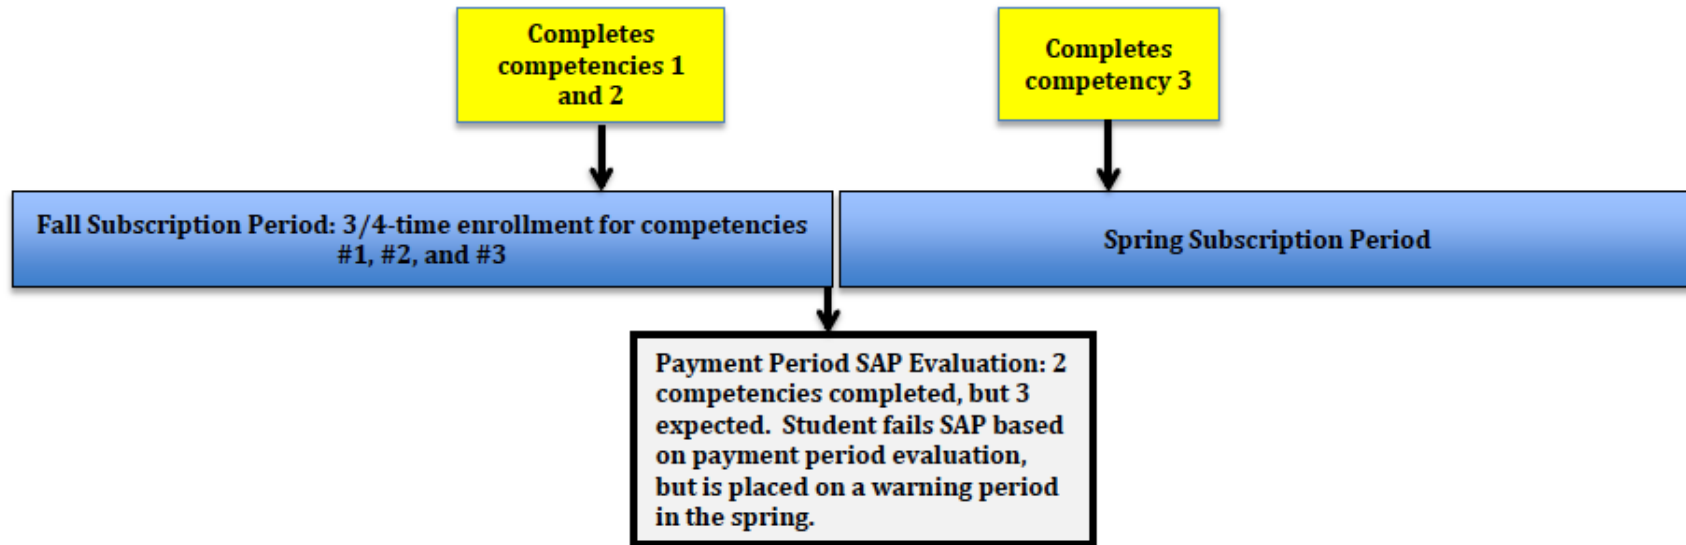 Completes
competencies 1
and 2
Completes
competency 3
Fall Subscription Period: 3/4-time enrollment for competencies
#1, #2, and #3
Spring Subscription Period
Payment Period SAP Evaluation: 2
competencies completed, but 3
expected.  Student fails SAP based
on payment period evaluation,
but is placed on a warning period
in the spring.